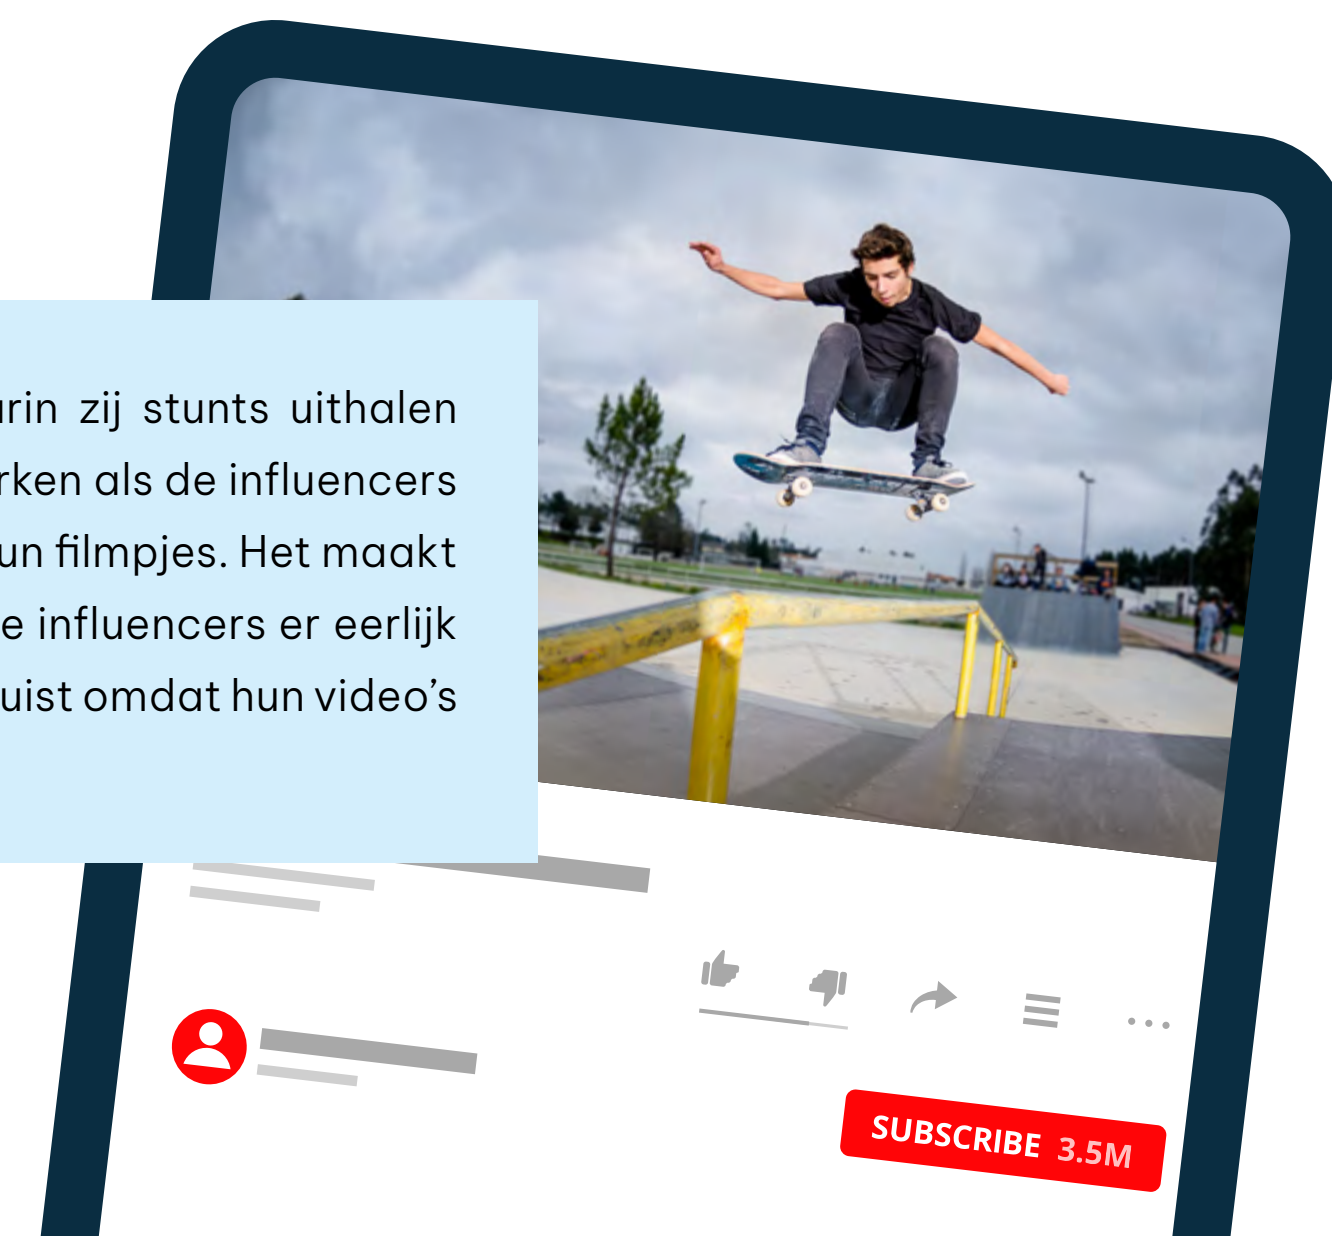 rin zij stunts uithalen
rken als de influencers
un filmpjes. Het maakt
e influencers er eerlijk
uist omdat hun video’s
SUBSCRIBE 3.5M